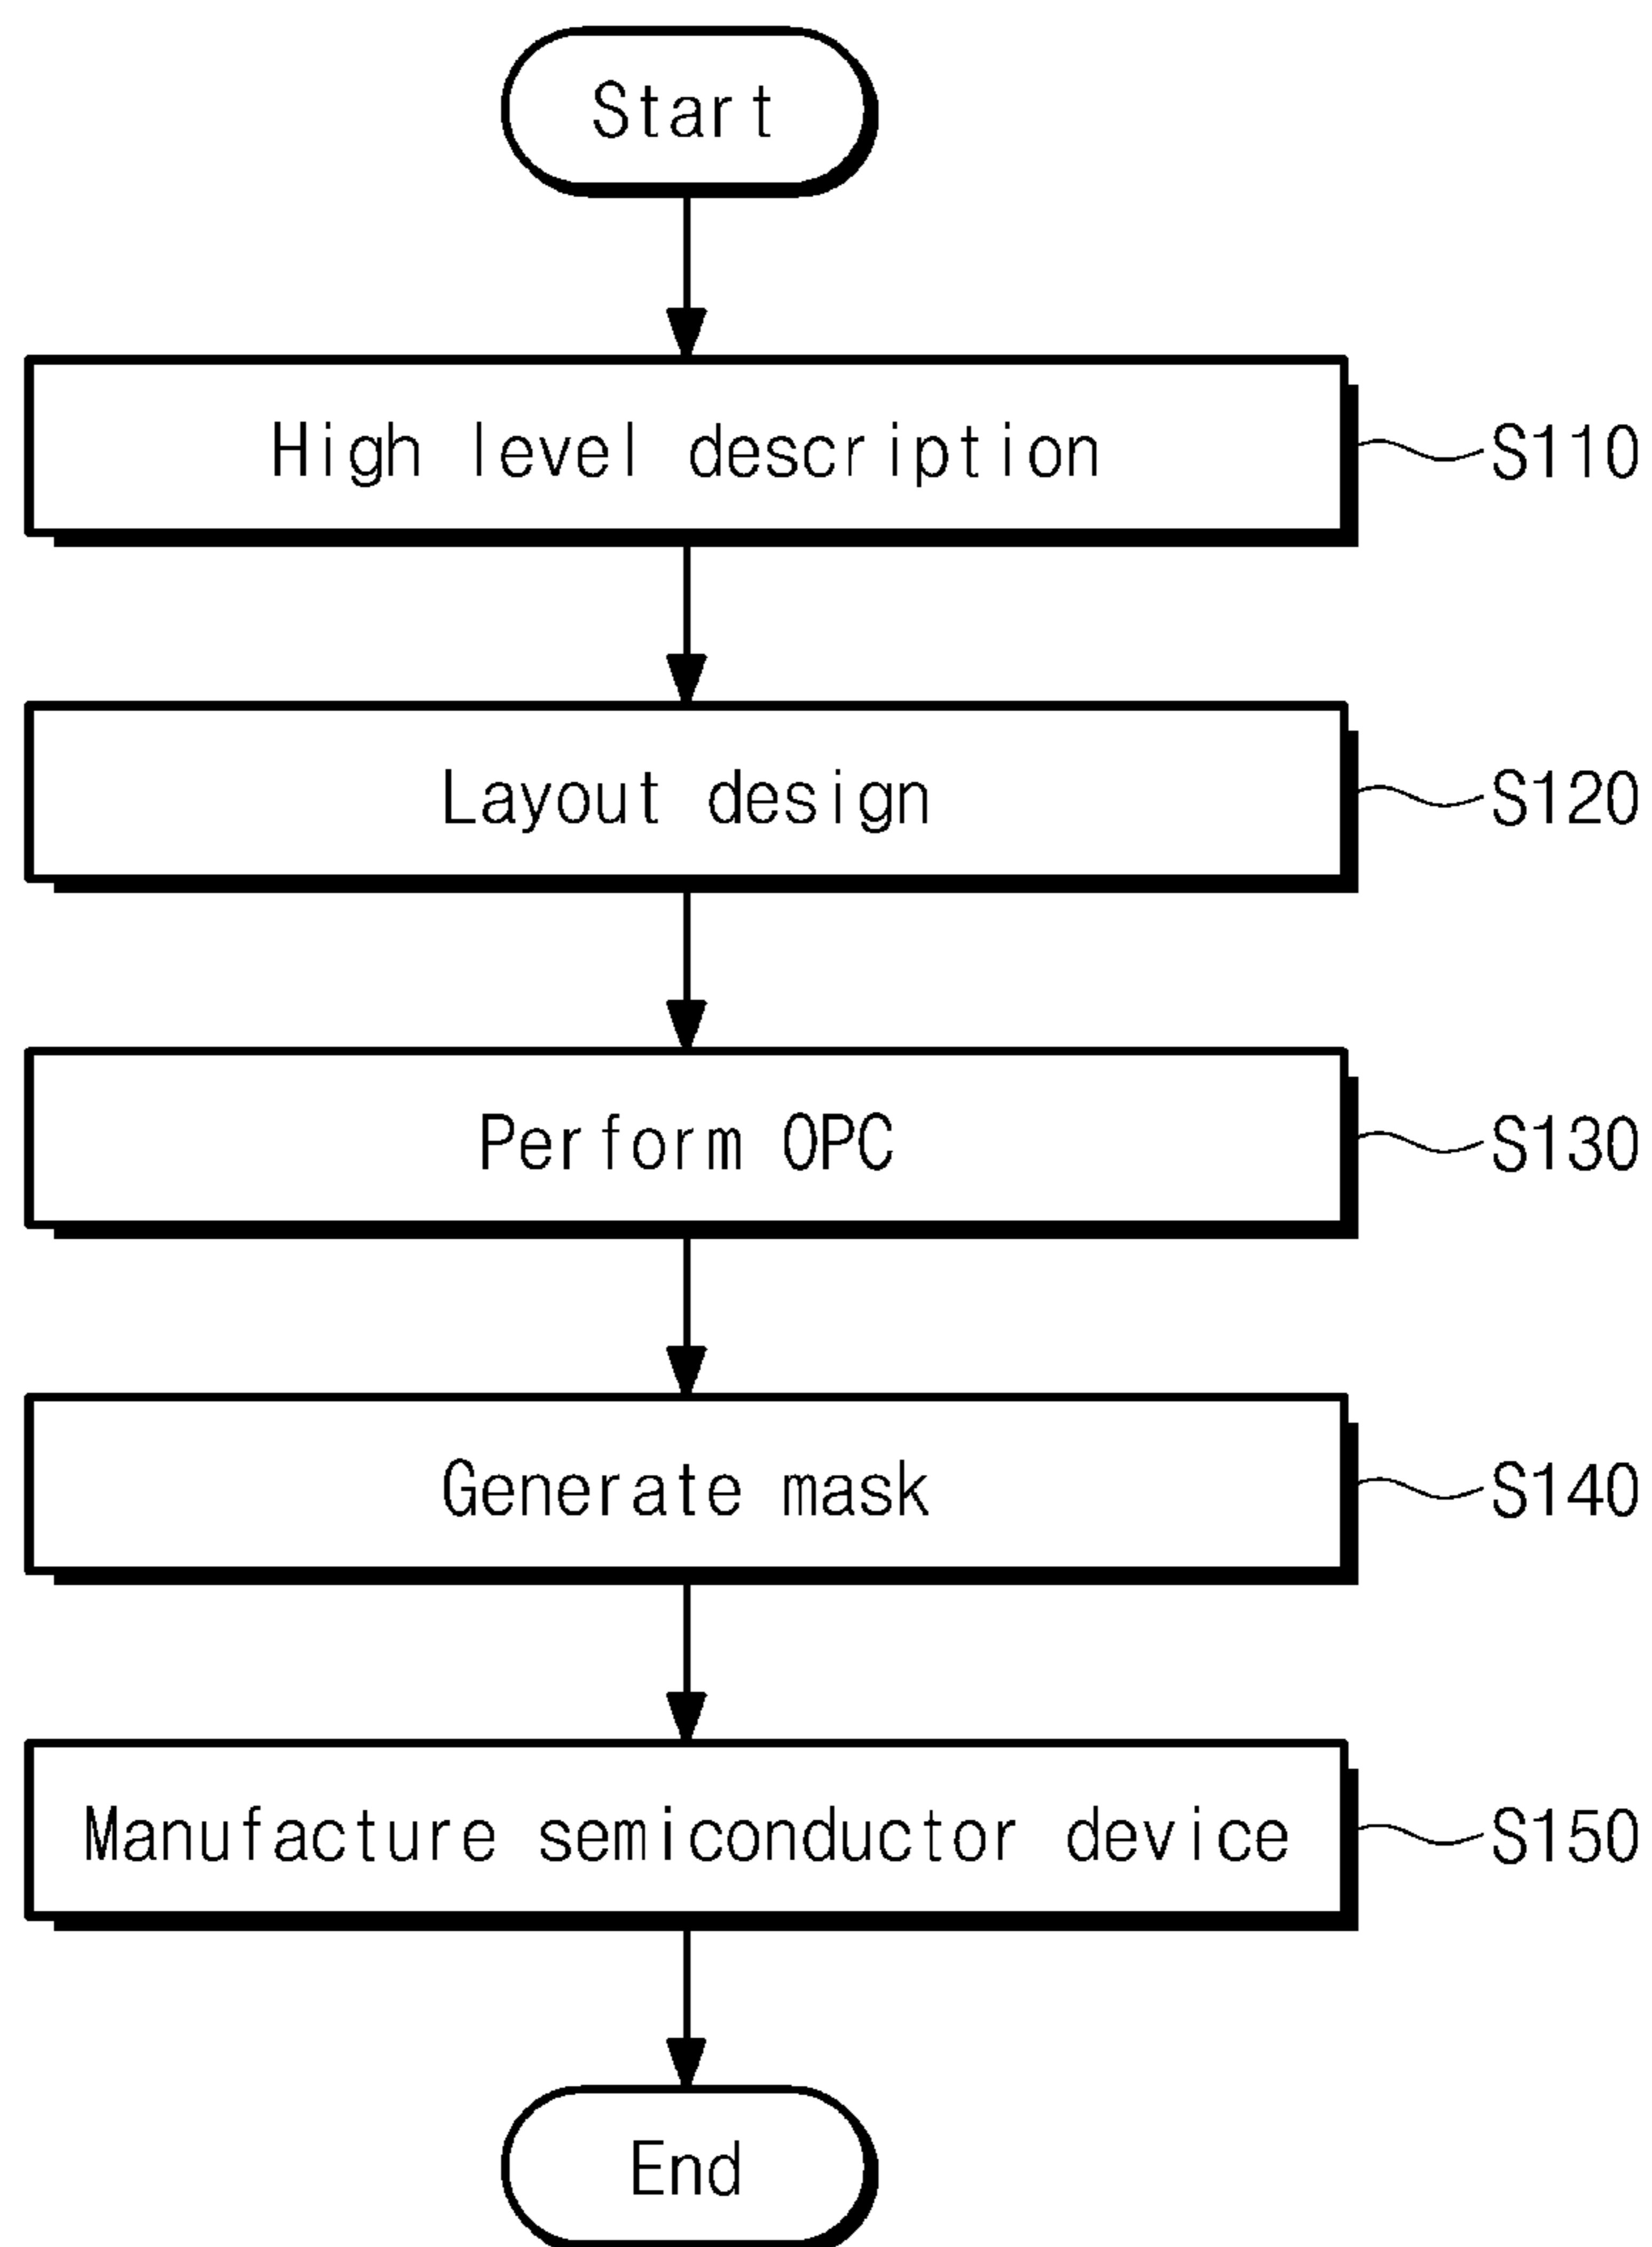 Start
High level description
S110
Layout design
S120
Perform OPC
S130
Generate mask
S140
Manufacture semiconductor device
S150
End